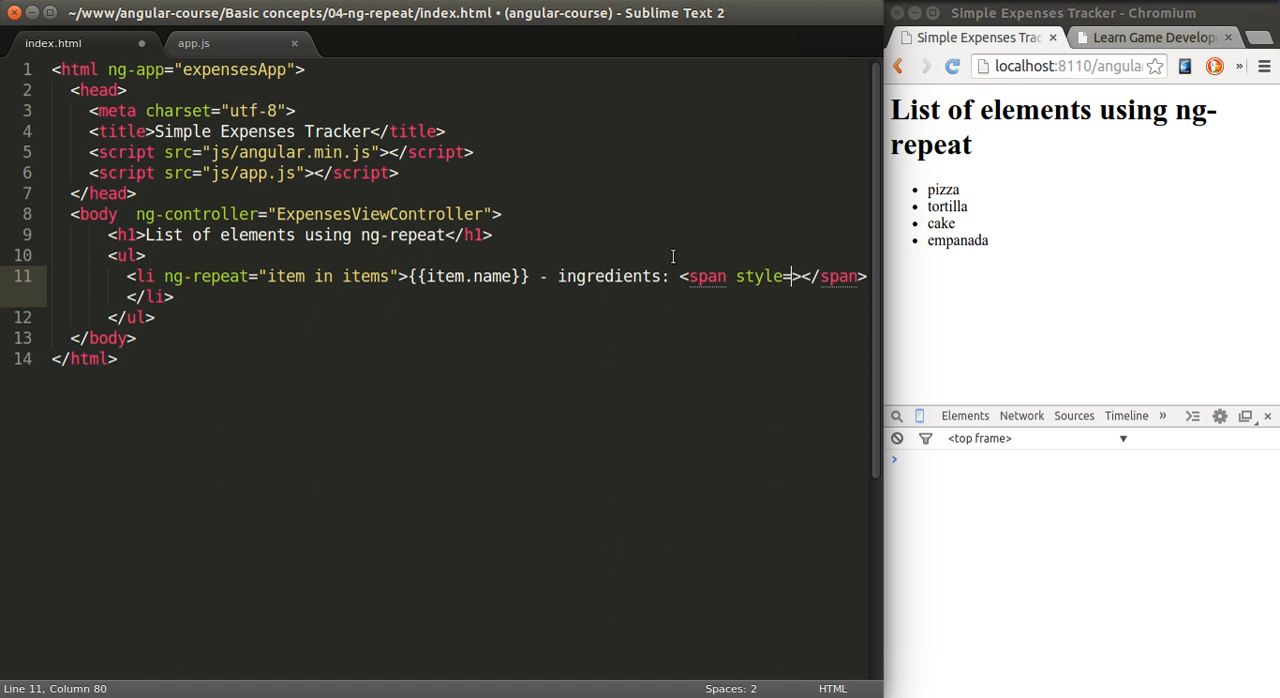 ~/www/angular-course/Basic concepts/04-ng-repeat/index.html • (angular-course) - Sublime Text 2
index.html
app.js
1 <html ng-app="expensesApp">
2 <head>
3 <meta charset="utf-8">
4 <title>Simple Expenses Tracker</title>
5 <script src="js/angular.min.js"></script>
6 <script src="js/app.js"></script>
7 </head>
8 <body  ng-controller="ExpensesViewController">
9 <h1>List of elements using ng-repeat</h1>
10 <ul>
11 <li ng-repeat="item in items">{{item.name}} - ingredients: <span style=></span>
</li>
12 </ul>
13 </body>
14 </html>
Line 11, Column 80
Spaces: 2
HTML
Simple Expenses Tracker - Chromium
Simple Expenses Trac
Learn Game Develop
localhost:8110/angula
»
List of elements using ng-
repeat
• pizza
• tortilla
• cake
• empanada
Elements Network Sources Timeline »
<top frame> ▼